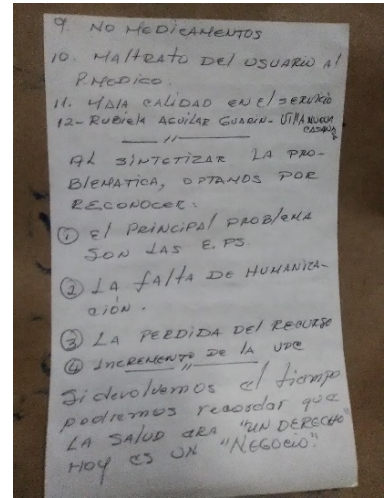 9. NO MEDICAMENTOS
10. MALTRATO DEl USUARIO Al
P. MEDICO.
11. MALA CALIDAD EN El SERVICIO
12- RUBIELA AGUILAR GUARIN- VILLANUEVA
CASANA
AL SINTETIZAR LA PRO-
BlEMATICA, OPTAMOS POR
RECONOCER:
① El PRINCIPAl PROBlEMA
SON LAS E.PS.
② LA fAlTA DE HUMANIZA-
CIÓN.
③ LA PERDIDA DEl RECURSO
④ INCREMENTO DE lA UPC
Si devolvemos el tiempo
podremos recordar que
LA SALUD ERA "UN DERECHO"
HOY ES UN "NEGOCIO".